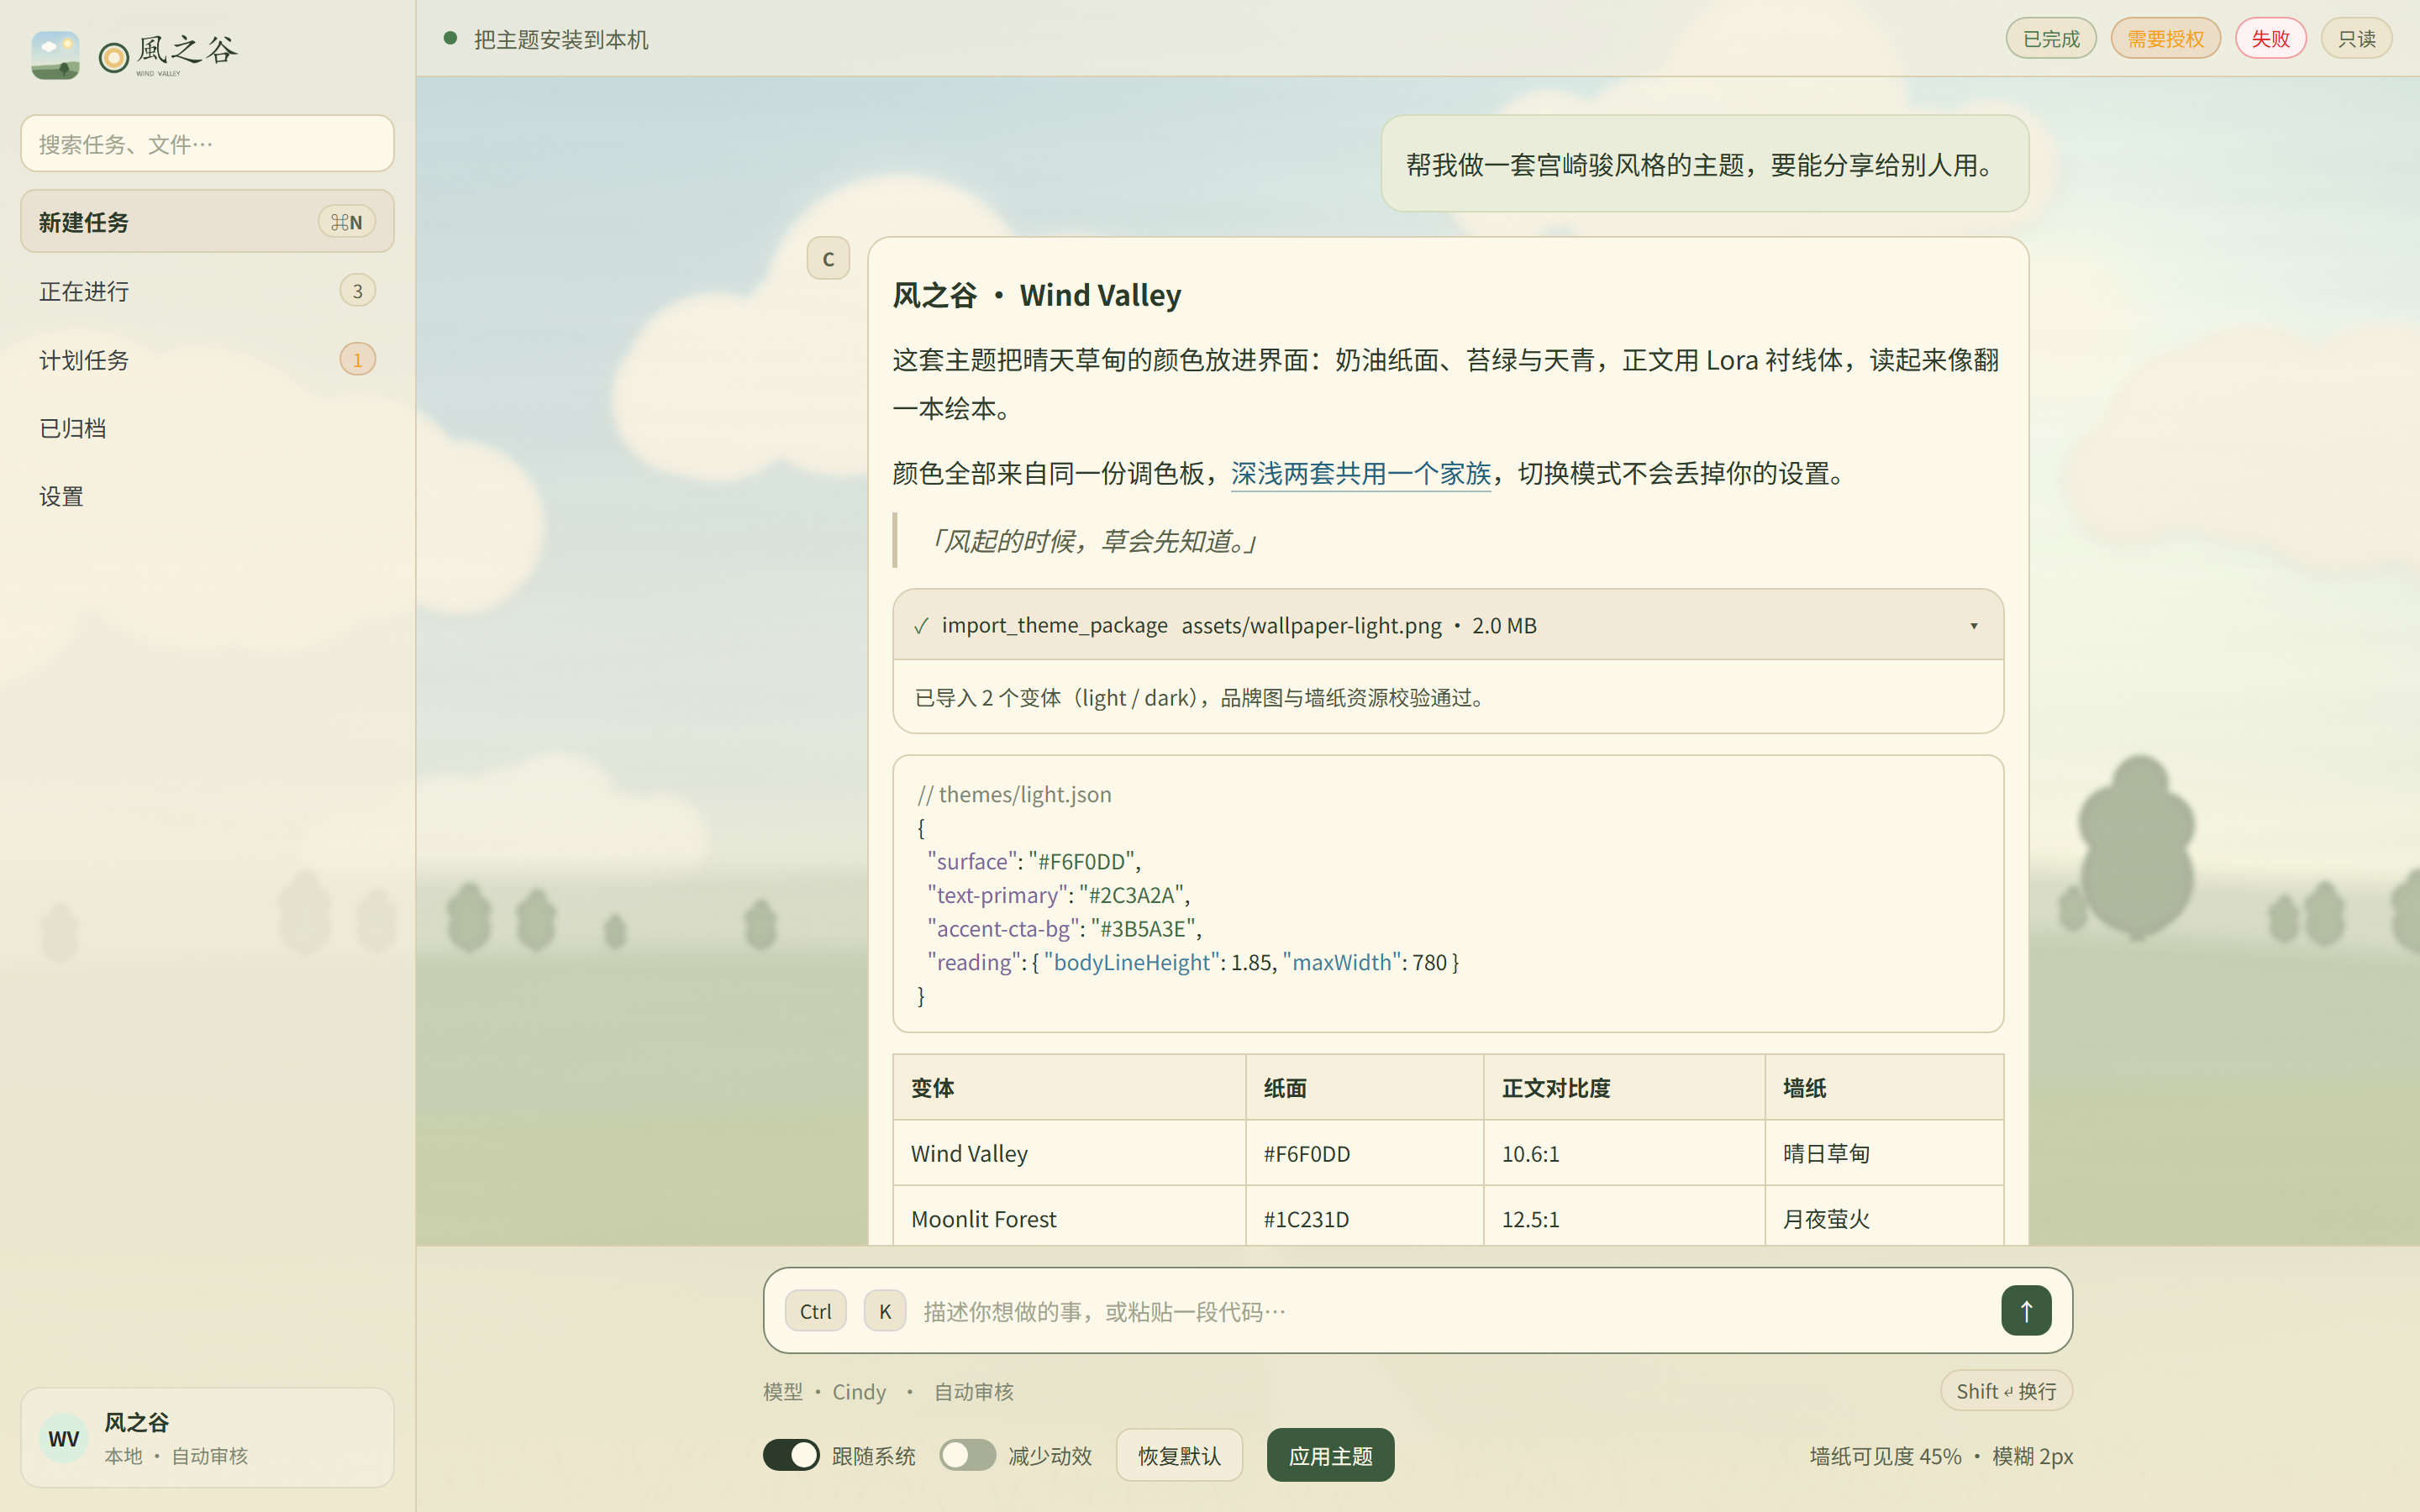 風之谷
WIND VALLEY
搜索任务、文件…
新建任务 ⌘N
正在进行 3
计划任务 1
已归档
设置
WV
风之谷
本地 · 自动审核
把主题安装到本机
已完成 需要授权 失败 只读
帮我做一套宫崎骏风格的主题，要能分享给别人用。
C
风之谷 · Wind Valley
这套主题把晴天草甸的颜色放进界面：奶油纸面、苔绿与天青，正文用 Lora 衬线体，读起来像翻
一本绘本。
颜色全部来自同一份调色板，深浅两套共用一个家族，切换模式不会丢掉你的设置。
「风起的时候，草会先知道。」
✓ import_theme_package assets/wallpaper-light.png · 2.0 MB ▾
已导入 2 个变体（light / dark），品牌图与墙纸资源校验通过。
// themes/light.json
{
"surface": "#F6F0DD",
"text-primary": "#2C3A2A",
"accent-cta-bg": "#3B5A3E",
"reading": { "bodyLineHeight": 1.85, "maxWidth": 780 }
}
变体 纸面 正文对比度 墙纸
Wind Valley #F6F0DD 10.6:1 晴日草甸
Moonlit Forest #1C231D 12.5:1 月夜萤火
Ctrl K 描述你想做的事，或粘贴一段代码… ↑
模型 · Cindy · 自动审核 Shift ↵ 换行
跟随系统 减少动效 恢复默认 应用主题 墙纸可见度 45% · 模糊 2px